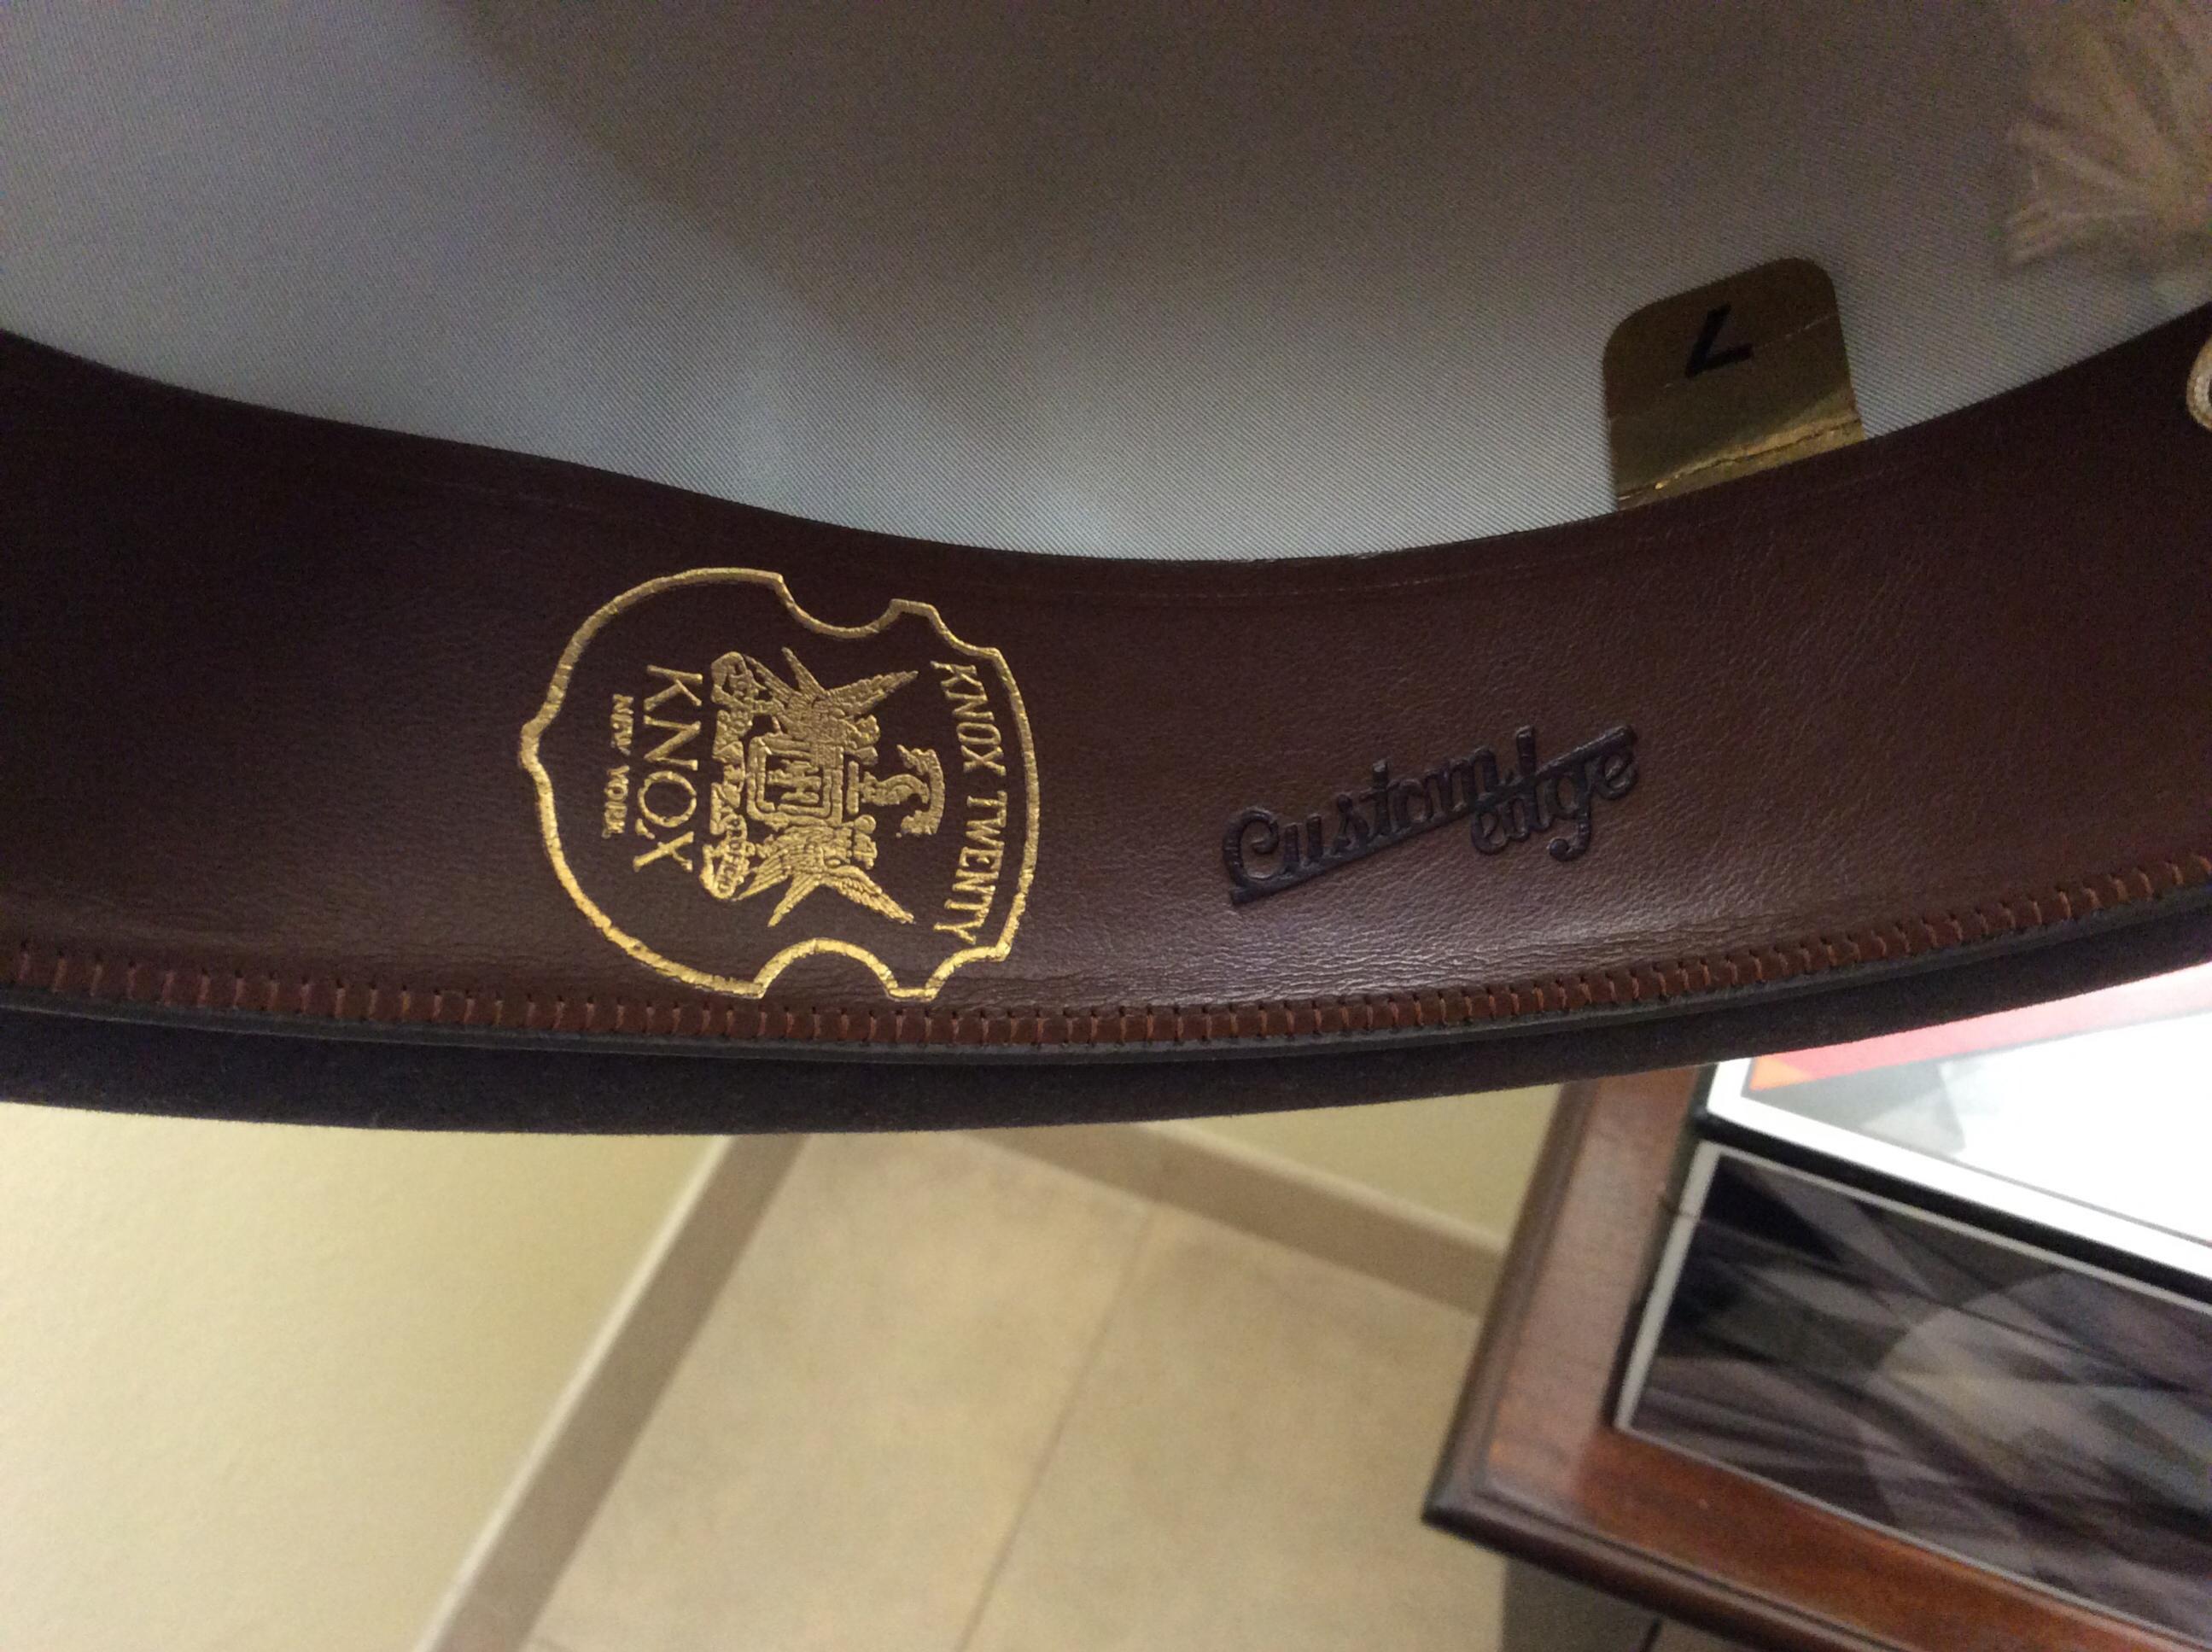 KNOX TWENTY
KNOX
NEW YORK
Custom
edge
7